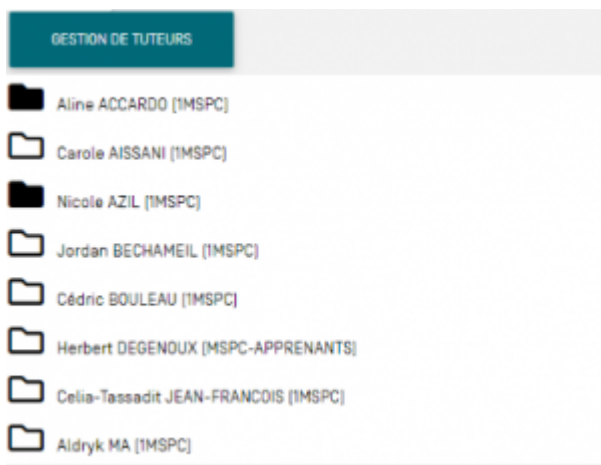 GESTION DE TUTEURS
Aline ACCARDO [1MSPC]
Carole AISSANI [1MSPC]
Nicole AZIL [1MSPC]
Jordan BECHAMEIL [1MSPC]
Cédric BOULEAU [1MSPC]
Herbert DEGENOUX [MSPC-APPRENANTS]
Celia-Tassadit JEAN-FRANCOIS [1MSPC]
Aldryk MA [1MSPC]